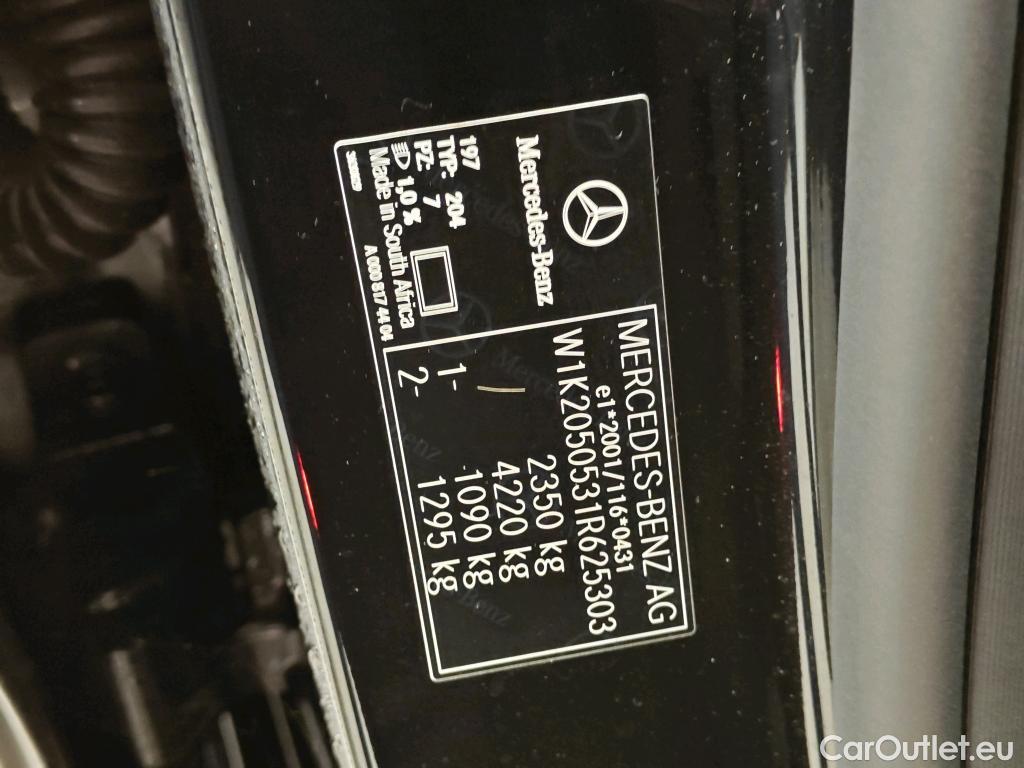 MERCEDES-BENZ AG
e1*2001/116*0431
W1K2050531R625303
2350 kg
4220 kg
1- 1090 kg
2- 1295 kg
Mercedes-Benz
197
TYP: 204
PZ: 7
1,0 %
Made in South Africa
A 000 817 44 04
CarOutlet.eu